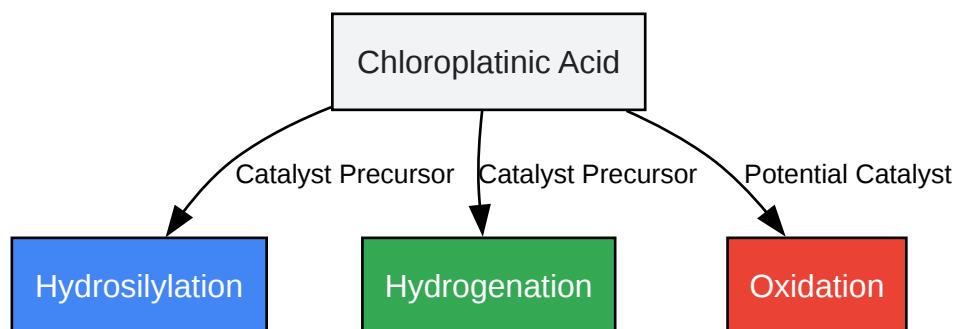 Chloroplatinic Acid
Catalyst Precursor
Catalyst Precursor
Potential Catalyst
Hydrosilylation
Hydrogenation
Oxidation